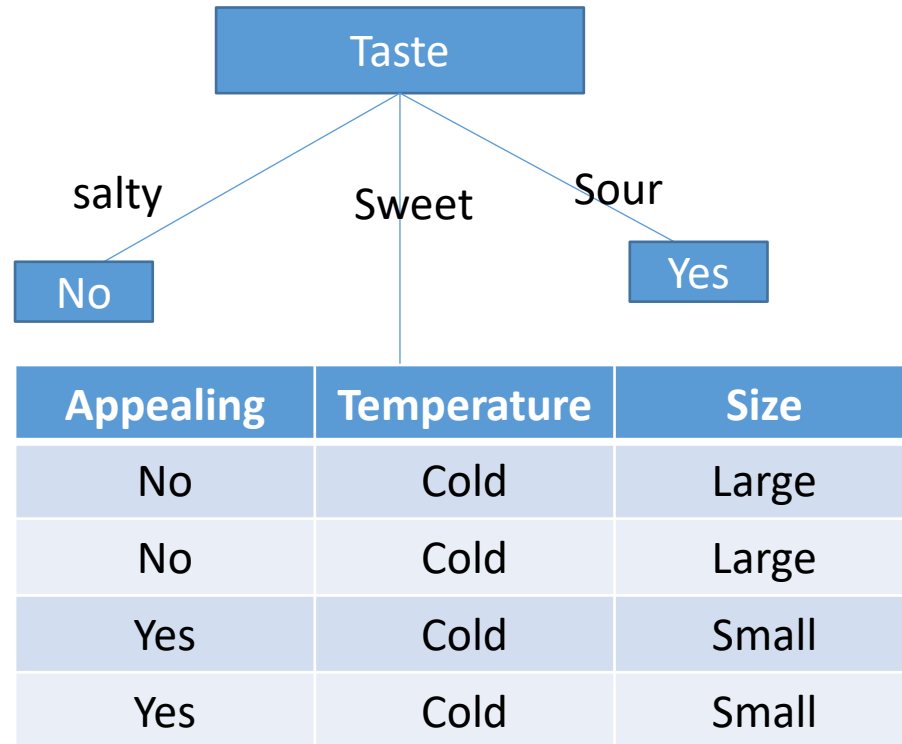 Taste
salty
Sweet
Sour
No
Yes
Appealing Temperature Size
No Cold Large
No Cold Large
Yes Cold Small
Yes Cold Small